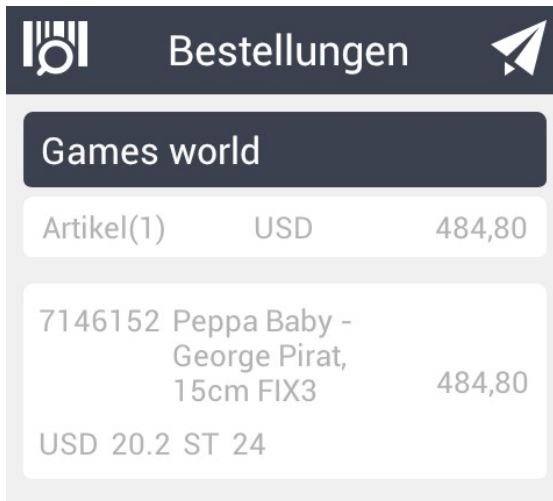 Bestellungen
Games world
Artikel(1) USD 484,80
7146152 Peppa Baby -
George Pirat,
15cm FIX3 484,80
USD 20.2 ST 24